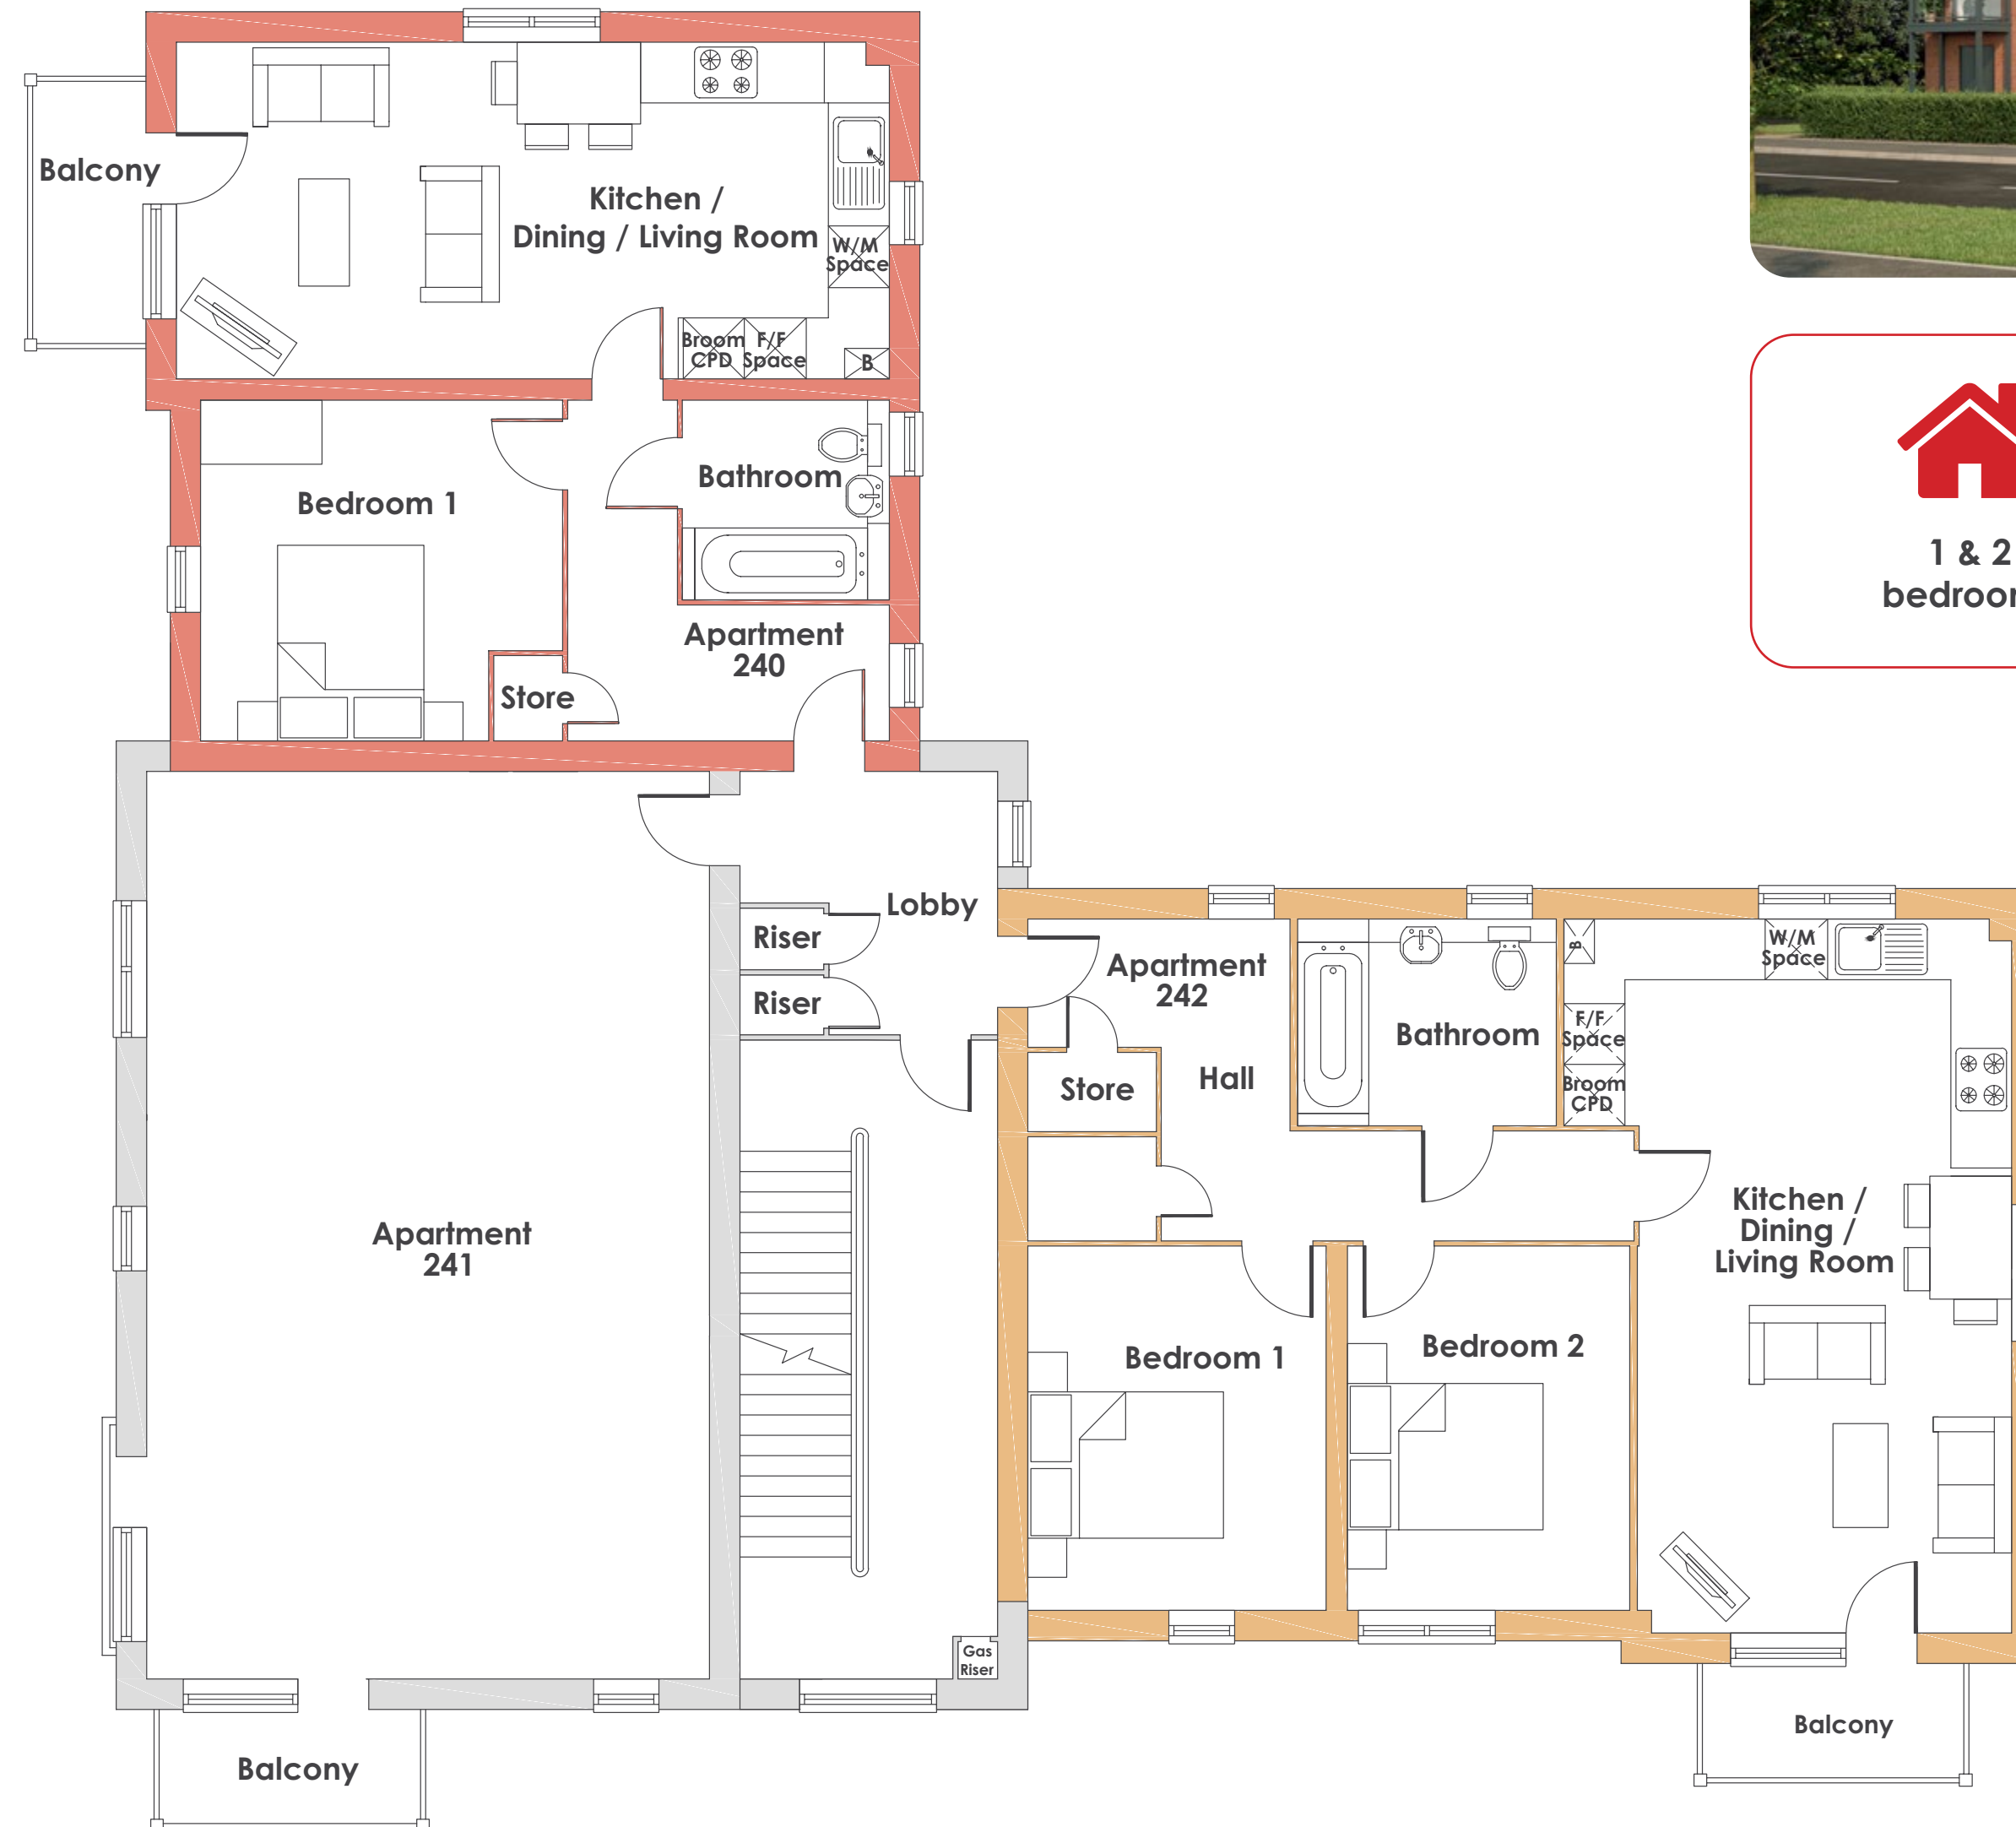 Balcony
Kitchen /
Dining / Living Room
W/M
Space
Broom
CPD
F/F
Space
B
Bedroom 1
Bathroom
Apartment
240
Store
1 & 2
bedroom
Lobby
Riser
Riser
Apartment
241
Apartment
242
Hall
Store
Bathroom
B
W/M
Space
F/F
Space
Broom
CPD
Kitchen /
Dining /
Living Room
Bedroom 1
Bedroom 2
Gas
Riser
Balcony
Balcony